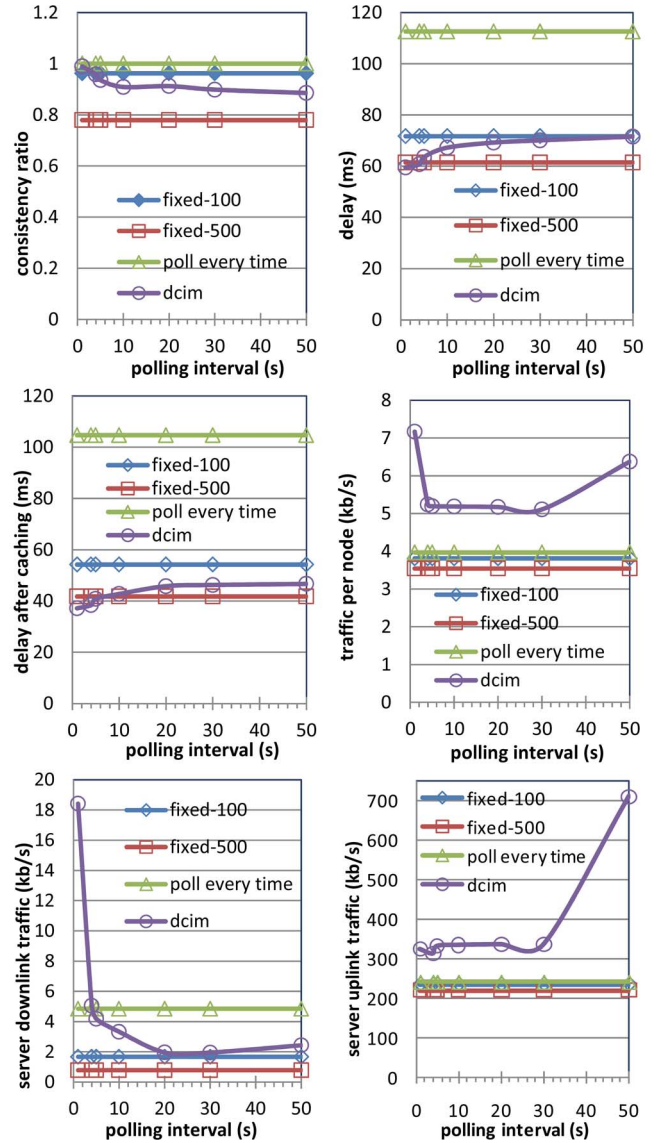 1.2
1
0.8
0.6
0.4
0.2
0
consistency ratio
fixed-100
fixed-500
poll every time
dcim
0 10 20 30 40 50
polling interval (s)
120
100
80
60
40
20
0
delay (ms)
fixed-100
fixed-500
poll every time
dcim
0 10 20 30 40 50
polling interval (s)
120
100
80
60
40
20
0
delay after caching (ms)
fixed-100
fixed-500
poll every time
dcim
0 10 20 30 40 50
polling interval (s)
8
7
6
5
4
3
2
1
0
traffic per node (kb/s)
fixed-100
fixed-500
poll every time
dcim
0 10 20 30 40 50
polling interval (s)
20
18
16
14
12
10
8
6
4
2
0
server downlink traffic (kb/s)
fixed-100
fixed-500
poll every time
dcim
0 10 20 30 40 50
polling interval (s)
700
600
500
400
300
200
100
0
server uplink traffic (kb/s)
fixed-100
fixed-500
poll every time
dcim
0 10 20 30 40 50
polling interval (s)